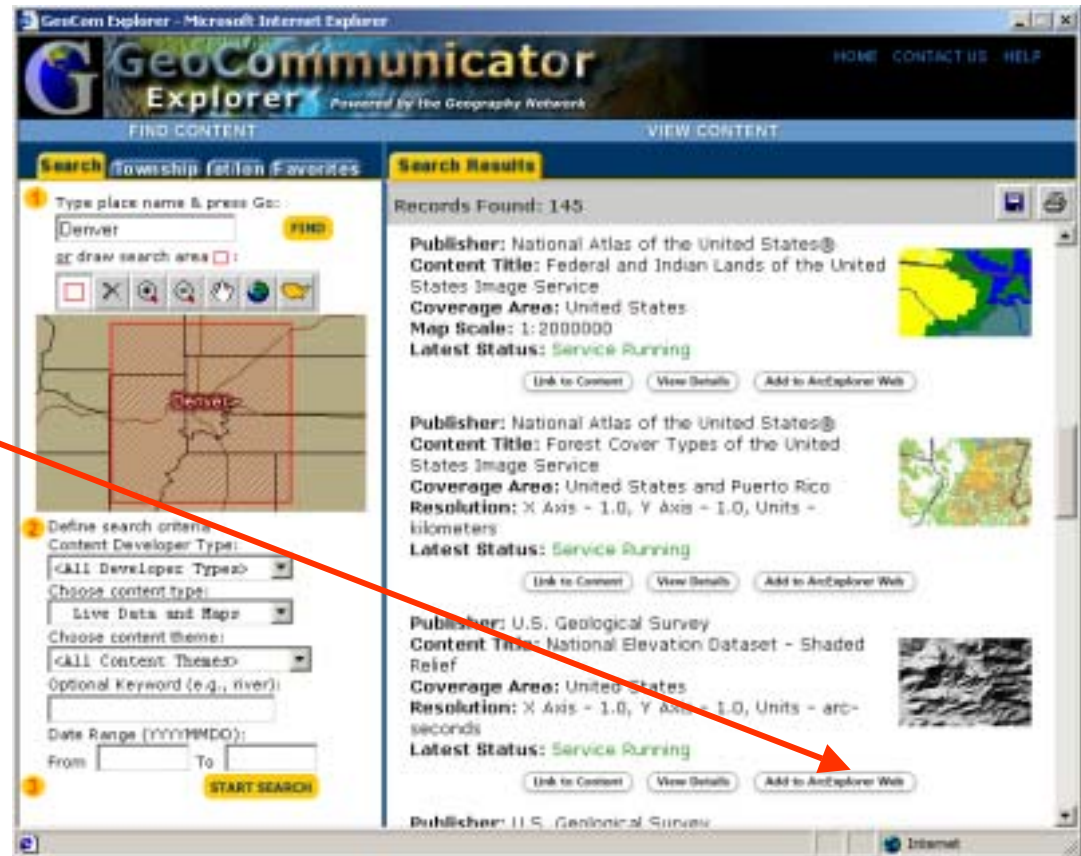 GeoCom Explorer - Microsoft Internet Explorer
GeoCommunicator
Explorer Powered by the Geography Network
HOME CONTACT US HELP
FIND CONTENT
VIEW CONTENT
Search Township Lat/Lon Favorites
Search Results
1 Type place name & press Go:
Denver FIND
or draw search area :
Denver
2 Define search criteria
Content Developer Type:
<All Developer Types>
Choose content type:
Live Data and Maps
Choose content theme:
<All Content Themes>
Optional Keyword (e.g., river):
Date Range (YYYYMMDD):
From To
3 START SEARCH
Records Found: 145
Publisher: National Atlas of the United States®
Content Title: Federal and Indian Lands of the United
States Image Service
Coverage Area: United States
Map Scale: 1:2000000
Latest Status: Service Running
Link to Content View Details Add to ArcExplorer Web
Publisher: National Atlas of the United States®
Content Title: Forest Cover Types of the United
States Image Service
Coverage Area: United States and Puerto Rico
Resolution: X Axis - 1.0, Y Axis - 1.0, Units -
kilometers
Latest Status: Service Running
Link to Content View Details Add to ArcExplorer Web
Publisher: U.S. Geological Survey
Content Title: National Elevation Dataset - Shaded
Relief
Coverage Area: United States
Resolution: X Axis - 1.0, Y Axis - 1.0, Units - arc-
seconds
Latest Status: Service Running
Link to Content View Details Add to ArcExplorer Web
Publisher: U.S. Geological Survey
Internet